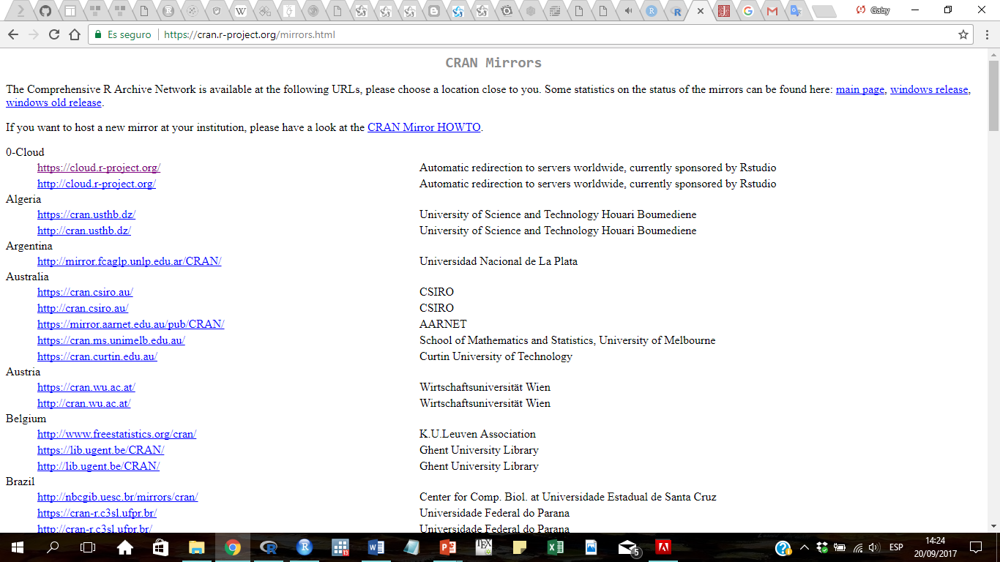 Gaby
Es seguro
https://cran.r-project.org/mirrors.html
CRAN Mirrors
The Comprehensive R Archive Network is available at the following URLs, please choose a location close to you. Some statistics on the status of the mirrors can be found here: main page, windows release,
windows old release.
If you want to host a new mirror at your institution, please have a look at the CRAN Mirror HOWTO.
0-Cloud
https://cloud.r-project.org/ Automatic redirection to servers worldwide, currently sponsored by Rstudio
http://cloud.r-project.org/ Automatic redirection to servers worldwide, currently sponsored by Rstudio
Algeria
https://cran.usthb.dz/ University of Science and Technology Houari Boumediene
http://cran.usthb.dz/ University of Science and Technology Houari Boumediene
Argentina
http://mirror.fcaglp.unlp.edu.ar/CRAN/ Universidad Nacional de La Plata
Australia
https://cran.csiro.au/ CSIRO
http://cran.csiro.au/ CSIRO
https://mirror.aarnet.edu.au/pub/CRAN/ AARNET
https://cran.ms.unimelb.edu.au/ School of Mathematics and Statistics, University of Melbourne
https://cran.curtin.edu.au/ Curtin University of Technology
Austria
https://cran.wu.ac.at/ Wirtschaftsuniversität Wien
http://cran.wu.ac.at/ Wirtschaftsuniversität Wien
Belgium
http://www.freestatistics.org/cran/ K.U.Leuven Association
https://lib.ugent.be/CRAN/ Ghent University Library
http://lib.ugent.be/CRAN/ Ghent University Library
Brazil
http://nbcgib.uesc.br/mirrors/cran/ Center for Comp. Biol. at Universidade Estadual de Santa Cruz
https://cran-r.c3sl.ufpr.br/ Universidade Federal do Parana
http://cran-r.c3sl.ufpr.br/ Universidade Federal do Parana
ESP
14:24
20/09/2017